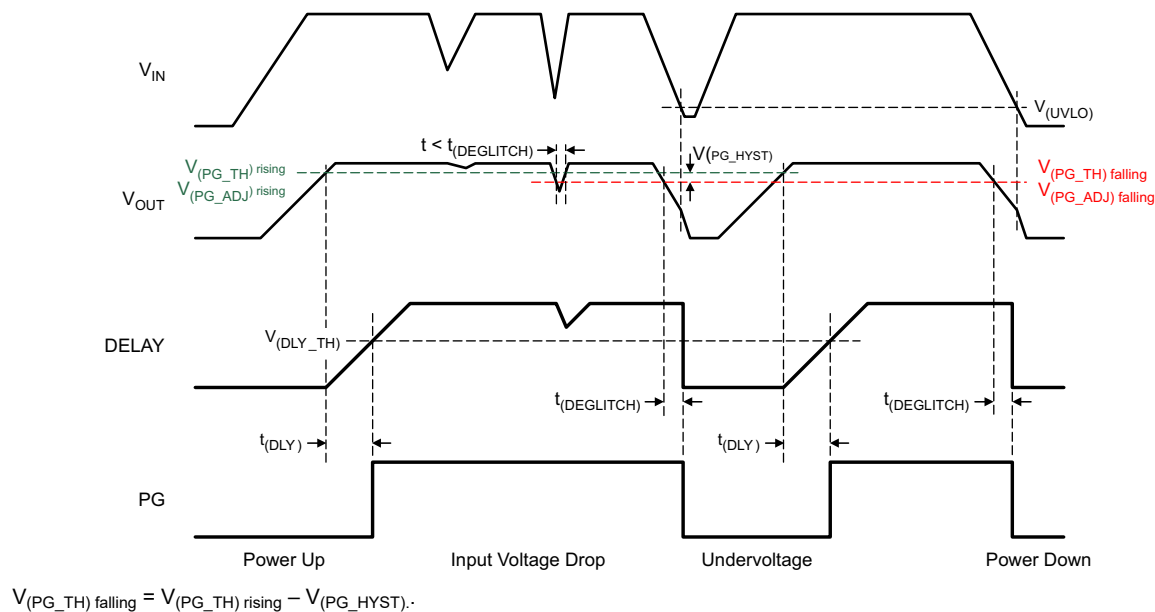 V(UVLO)
VIN
t < t(DEGLITCH)
V(PG_HYST)
V(PG_TH) rising
V(PG_ADJ) rising
VOUT
V(PG_TH) falling
V(PG_ADJ) falling
V(DLY_TH)
DELAY
t(DEGLITCH)
t(DEGLITCH)
t(DLY)
t(DLY)
PG
Power Up
Input Voltage Drop
Undervoltage
Power Down
V(PG_TH) falling = V(PG_TH) rising – V(PG_HYST).